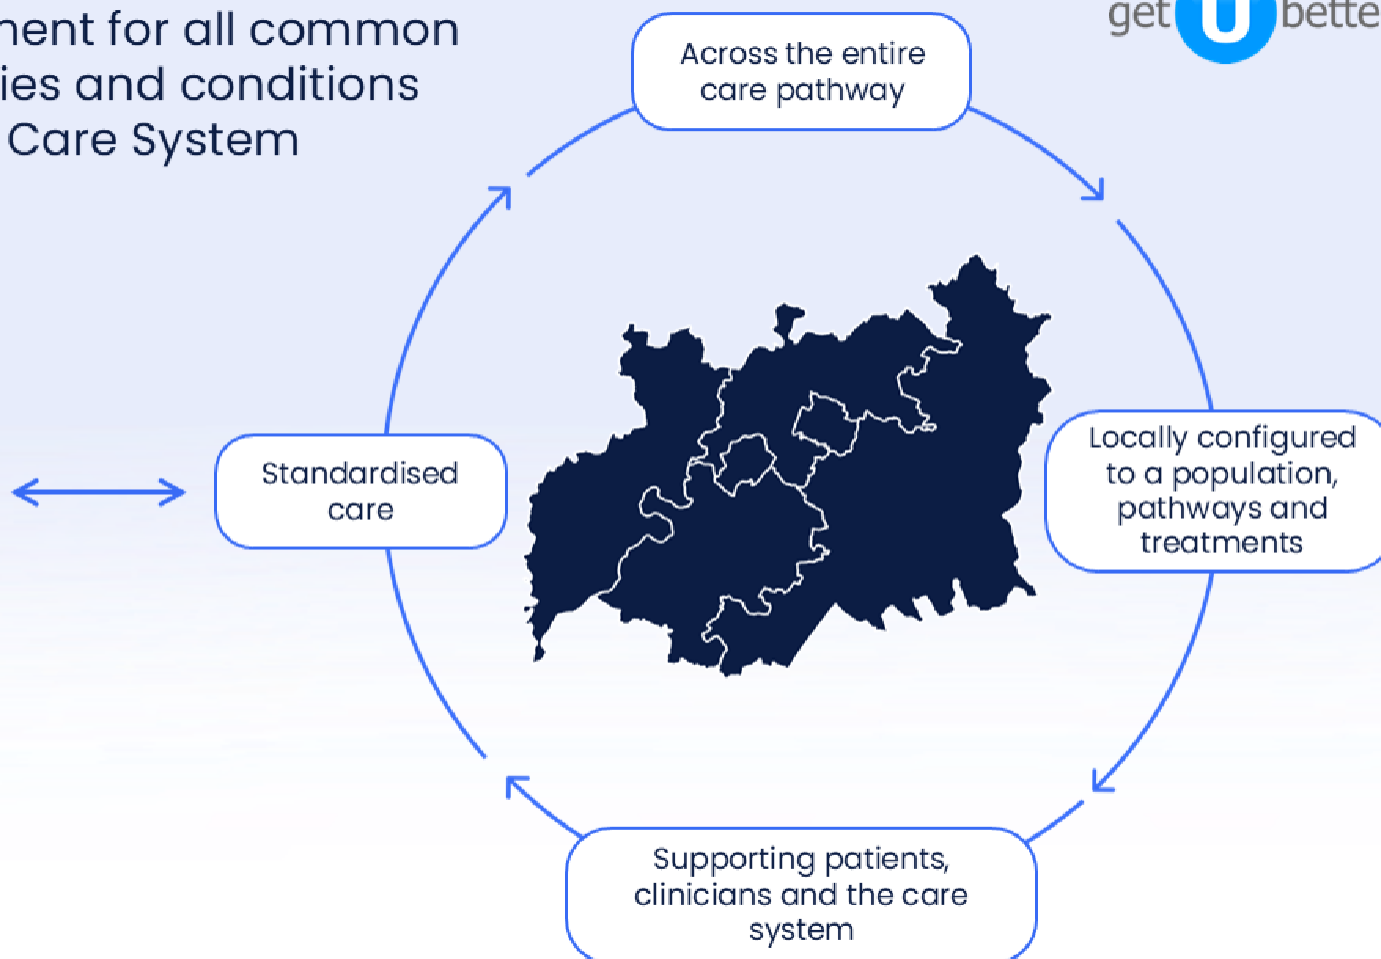 nent for all common
ies and conditions
Care System
get U bette
Across the entire
care pathway
Standardised
care
Locally configured
to a population,
pathways and
treatments
Supporting patients,
clinicians and the care
system